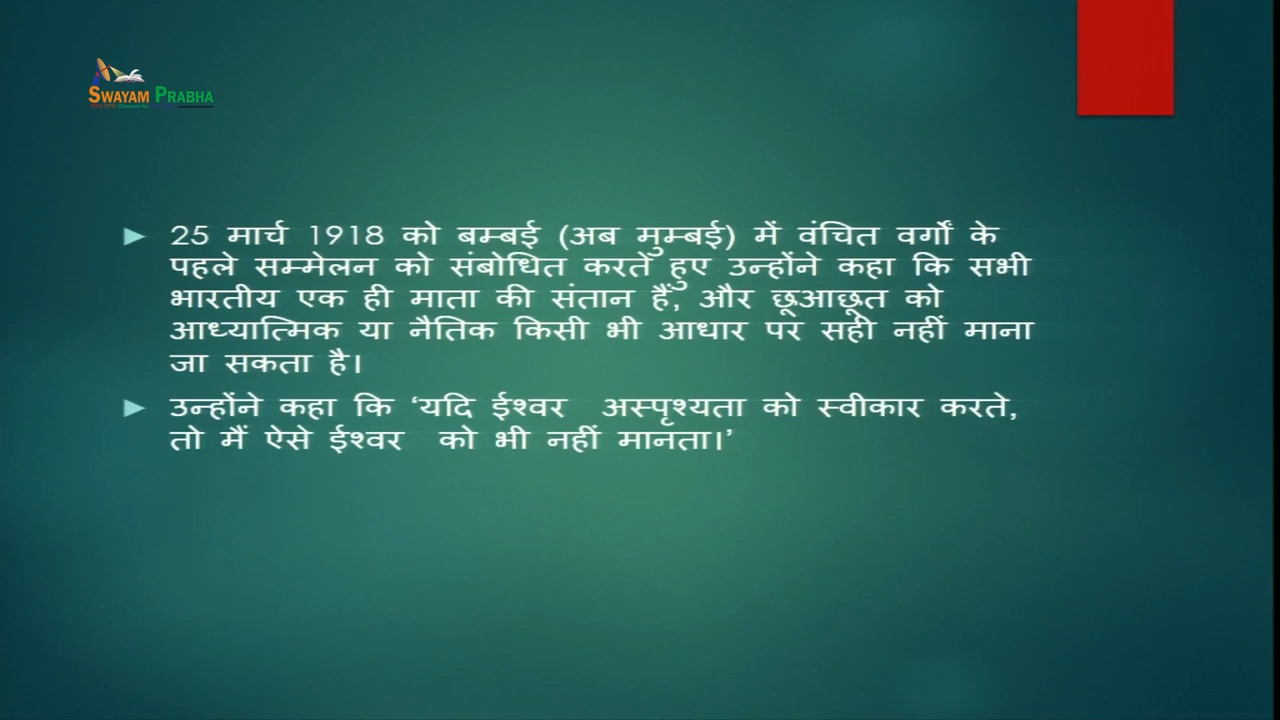 SWAYAM PRABHA
25 मार्च 1918 को बम्बई (अब मुम्बई) में वंचित वर्गों के
पहले सम्मेलन को संबोधित करते हुए उन्होंने कहा कि सभी
भारतीय एक ही माता की संतान हैं, और छूआछूत को
आध्यात्मिक या नैतिक किसी भी आधार पर सही नहीं माना
जा सकता है।
उन्होंने कहा कि ‘यदि ईश्वर अस्पृश्यता को स्वीकार करते,
तो मैं ऐसे ईश्वर को भी नहीं मानता।’